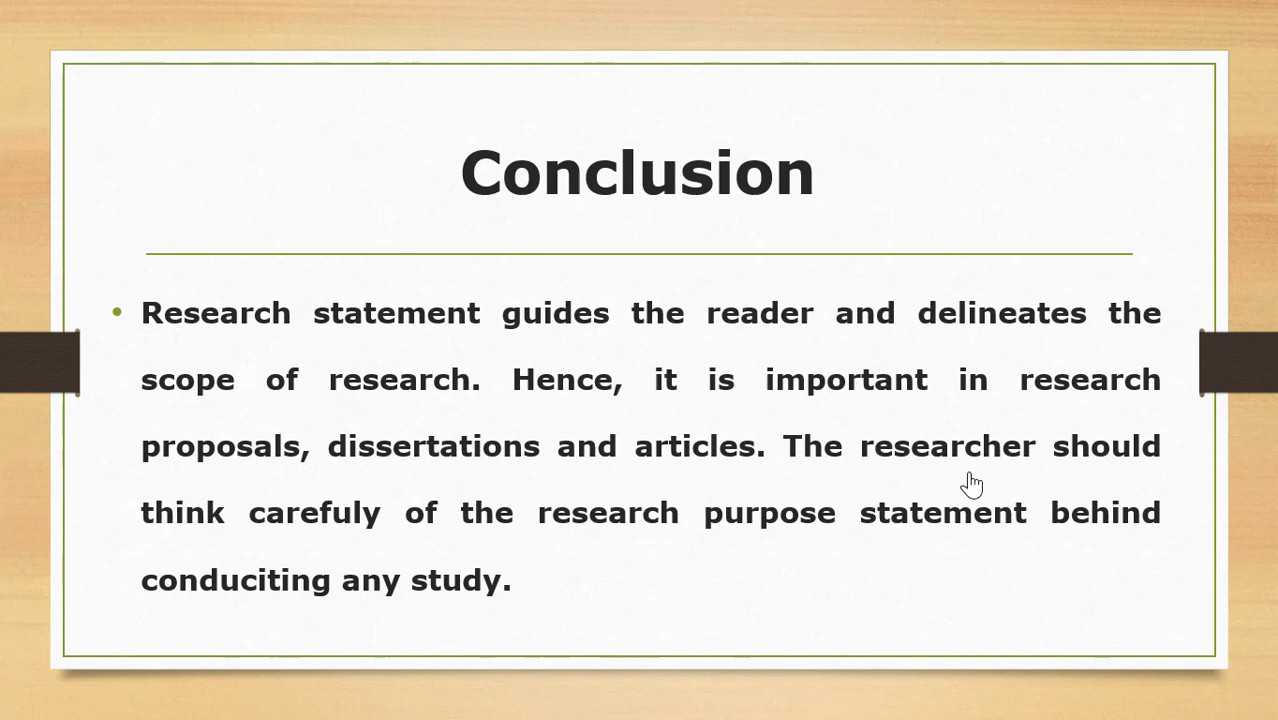 Conclusion
• Research statement guides the reader and delineates the
scope of research. Hence, it is important in research
proposals, dissertations and articles. The researcher should
think carefuly of the research purpose statement behind
conduciting any study.